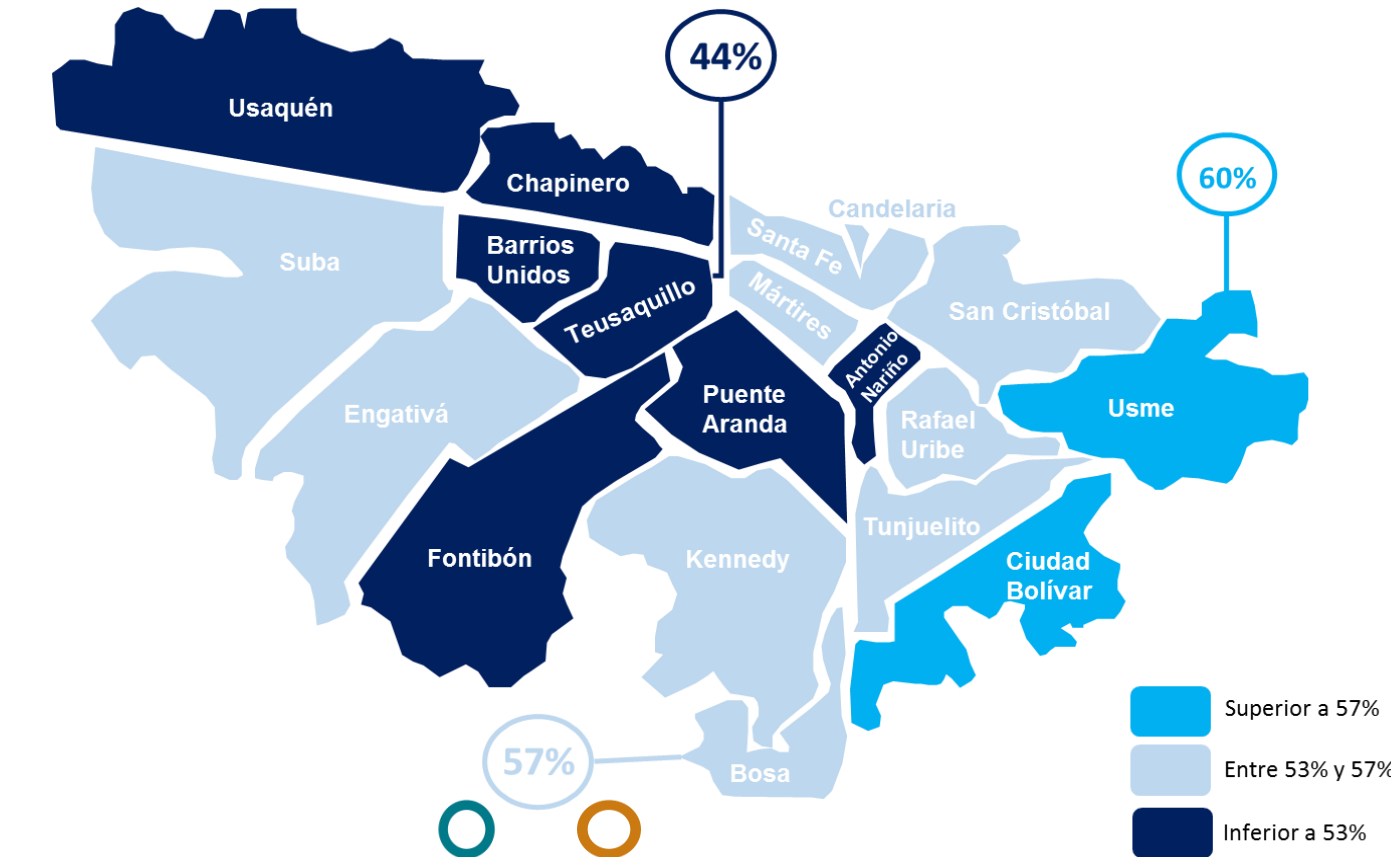 44%
Usaquén
60%
Chapinero
Candelaria
Santa Fe
Barrios
Unidos
Suba
Teusaquillo
Mártires
San Cristóbal
Antonio
Nariño
Puente
Aranda
Usme
Engativá
Rafael
Uribe
Tunjuelito
Fontibón
Kennedy
Ciudad
Bolívar
57%
Bosa
Superior a 57%
Entre 53% y 57%
Inferior a 53%